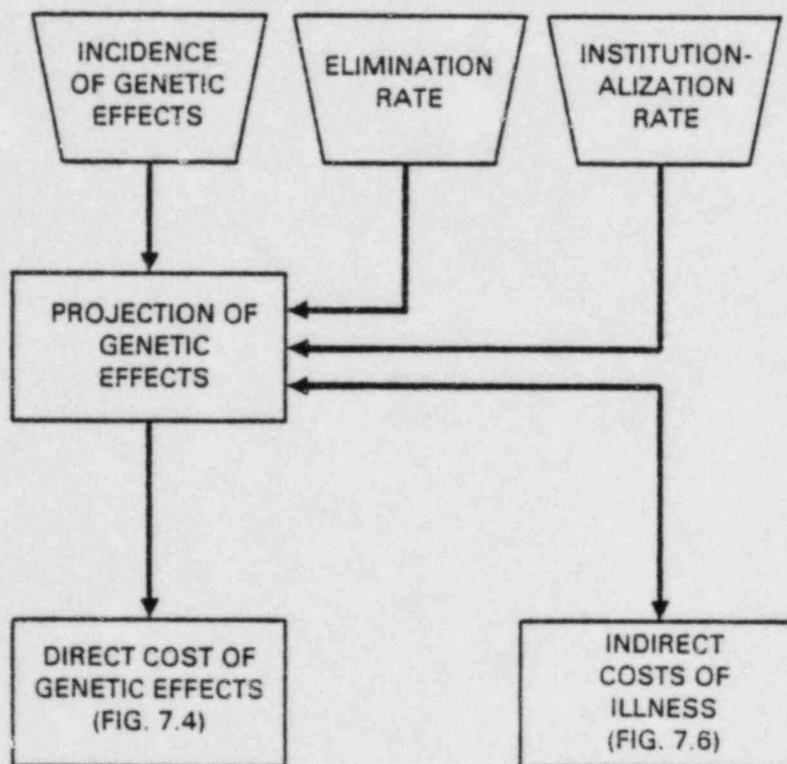 INCIDENCE
OF GENETIC
EFFECTS
ELIMINATION
RATE
INSTITUTION-
ALIZATION
RATE
PROJECTION OF
GENETIC
EFFECTS
DIRECT COST OF
GENETIC EFFECTS
(FIG. 7.4)
INDIRECT
COSTS OF
ILLNESS
(FIG. 7.6)